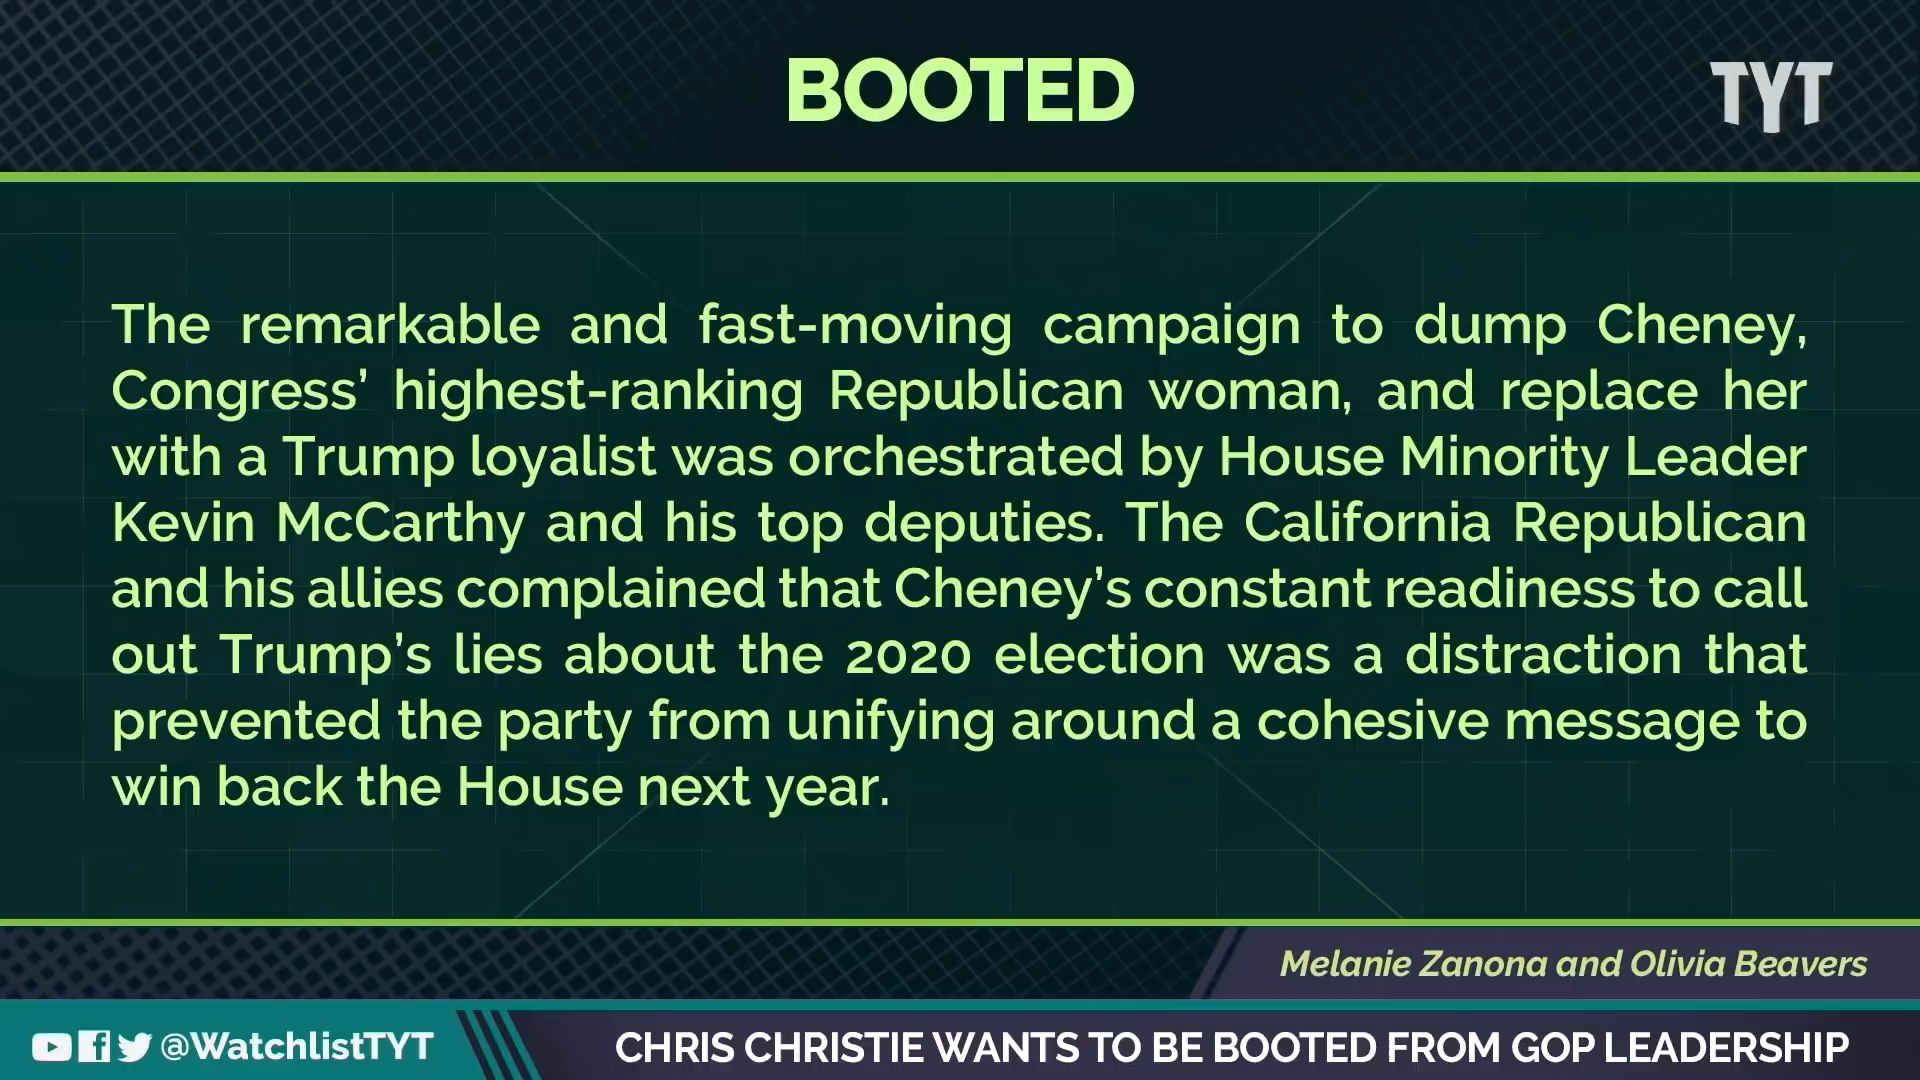 BOOTED
TYT
The remarkable and fast-moving campaign to dump Cheney,
Congress’ highest-ranking Republican woman, and replace her
with a Trump loyalist was orchestrated by House Minority Leader
Kevin McCarthy and his top deputies. The California Republican
and his allies complained that Cheney’s constant readiness to call
out Trump’s lies about the 2020 election was a distraction that
prevented the party from unifying around a cohesive message to
win back the House next year.
Melanie Zanona and Olivia Beavers
@WatchlistTYT
CHRIS CHRISTIE WANTS TO BE BOOTED FROM GOP LEADERSHIP